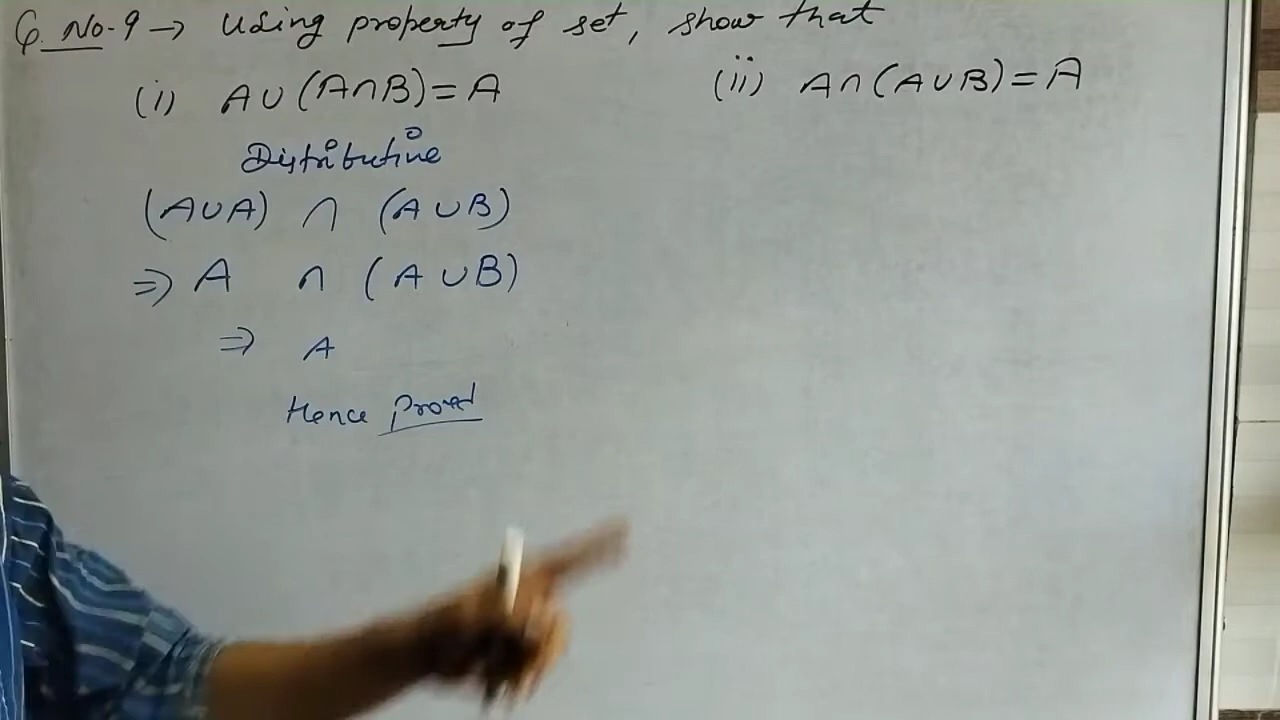 Q. No-9 → Using property of set, show that
(i) A∪(A∩B)=A
(ii) A∩(A∪B)=A
Distributive
(A∪A) ∩ (A∪B)
⇒ A ∩ (A∪B)
⇒ A
Hence Proved